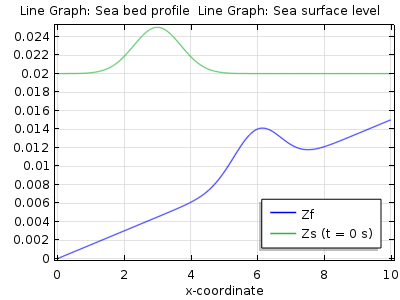 Line Graph: Sea bed profile Line Graph: Sea surface level
0.024
0.022
0.02
0.018
0.016
0.014
0.012
0.01
0.008
0.006
0.004
0.002
0
Zf
Zs (t = 0 s)
0 2 4 6 8 10
x-coordinate